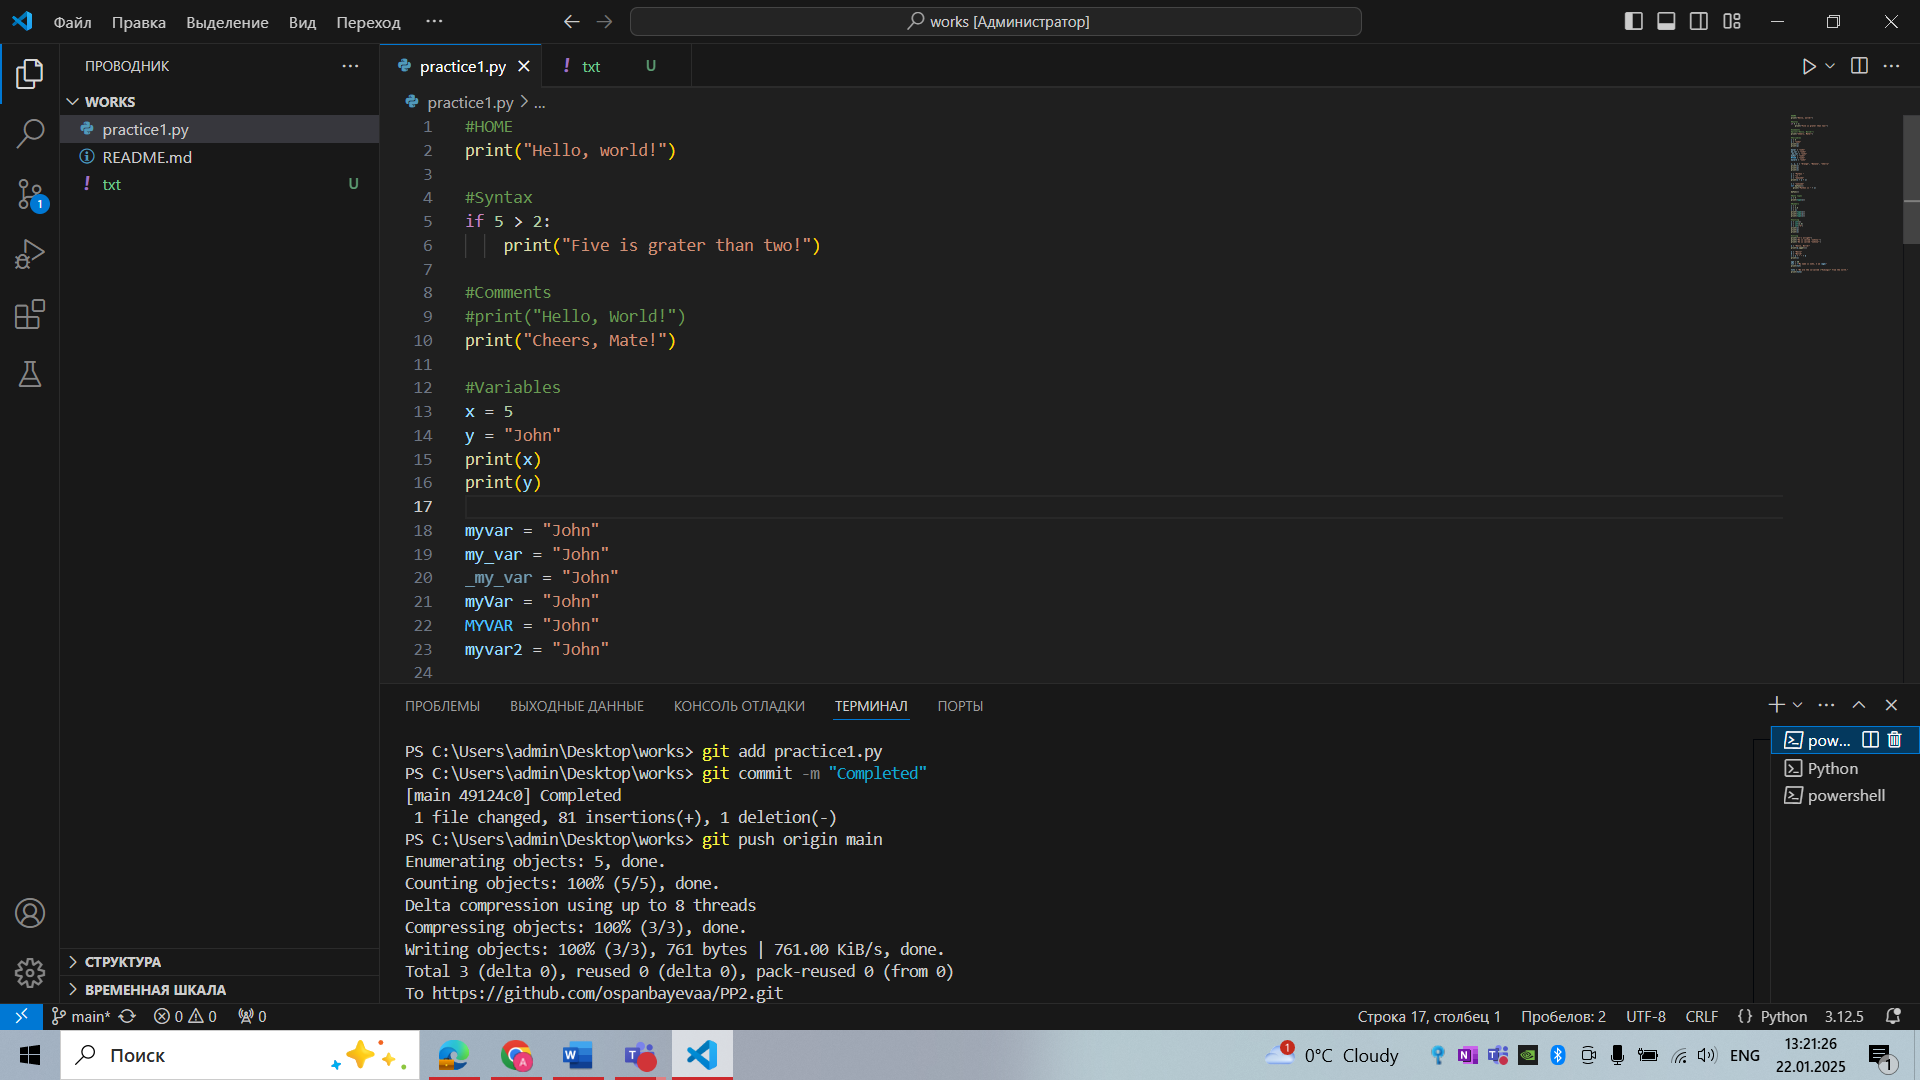 Файл Правка Выделение Вид Переход ···
works [Администратор]
ПРОВОДНИК ···
WORKS
practice1.py
README.md
! txt U
1
practice1.py
! txt U
practice1.py > ...
1 #HOME
2 print("Hello, world!")
3
4 #Syntax
5 if 5 > 2:
6 print("Five is grater than two!")
7
8 #Comments
9 #print("Hello, World!")
10 print("Cheers, Mate!")
11
12 #Variables
13 x = 5
14 y = "John"
15 print(x)
16 print(y)
17
18 myvar = "John"
19 my_var = "John"
20 _my_var = "John"
21 myVar = "John"
22 MYVAR = "John"
23 myvar2 = "John"
24
ПРОБЛЕМЫ ВЫХОДНЫЕ ДАННЫЕ КОНСОЛЬ ОТЛАДКИ ТЕРМИНАЛ ПОРТЫ
PS C:\Users\admin\Desktop\works> git add practice1.py
PS C:\Users\admin\Desktop\works> git commit -m "Completed"
[main 49124c0] Completed
1 file changed, 81 insertions(+), 1 deletion(-)
PS C:\Users\admin\Desktop\works> git push origin main
Enumerating objects: 5, done.
Counting objects: 100% (5/5), done.
Delta compression using up to 8 threads
Compressing objects: 100% (3/3), done.
Writing objects: 100% (3/3), 761 bytes | 761.00 KiB/s, done.
Total 3 (delta 0), reused 0 (delta 0), pack-reused 0 (from 0)
To https://github.com/ospanbayevaa/PP2.git
pow...
Python
powershell
СТРУКТУРА
ВРЕМЕННАЯ ШКАЛА
main* 0 0 0
Строка 17, столбец 1 Пробелов: 2 UTF-8 CRLF {} Python 3.12.5
Поиск
1 0°C Cloudy ENG
13:21:26
22.01.2025
1